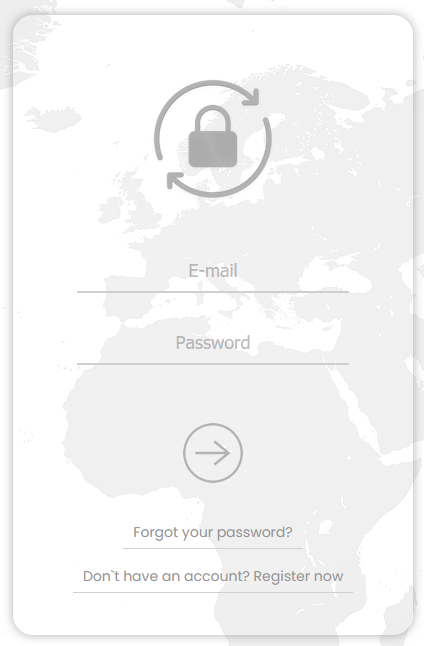 E-mail
Password
Forgot your password?
Don`t have an account? Register now